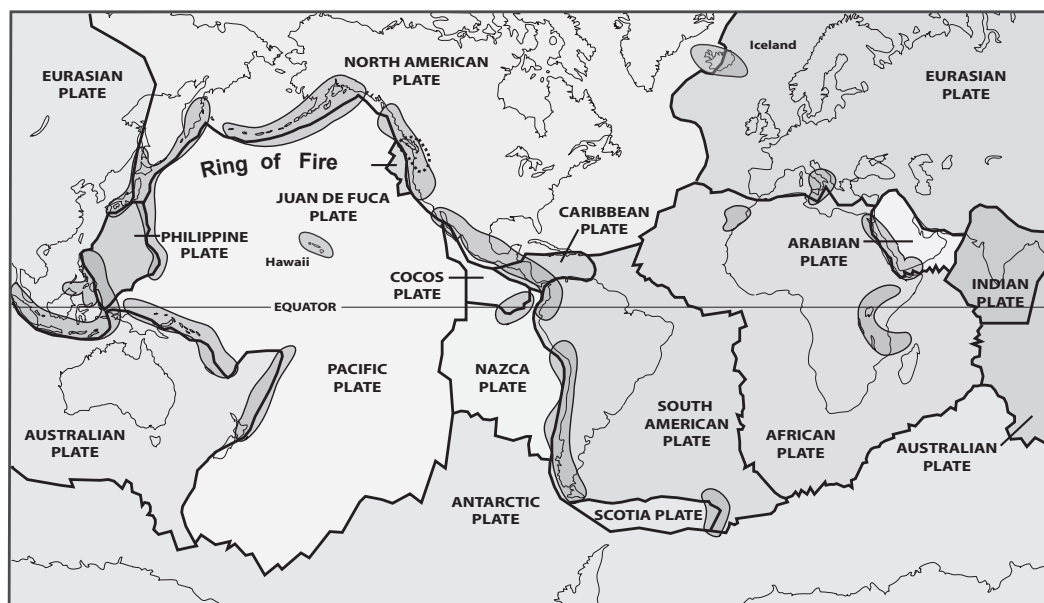 Iceland
EURASIAN
PLATE
NORTH AMERICAN
PLATE
EURASIAN
PLATE
Ring of Fire
JUAN DE FUCA
PLATE
CARIBBEAN
PLATE
PHILIPPINE
PLATE
Hawaii
ARABIAN
PLATE
COCOS
PLATE
INDIAN
PLATE
EQUATOR
PACIFIC
PLATE
NAZCA
PLATE
SOUTH
AMERICAN
PLATE
AUSTRALIAN
PLATE
AFRICAN
PLATE
AUSTRALIAN
PLATE
ANTARCTIC
PLATE
SCOTIA PLATE